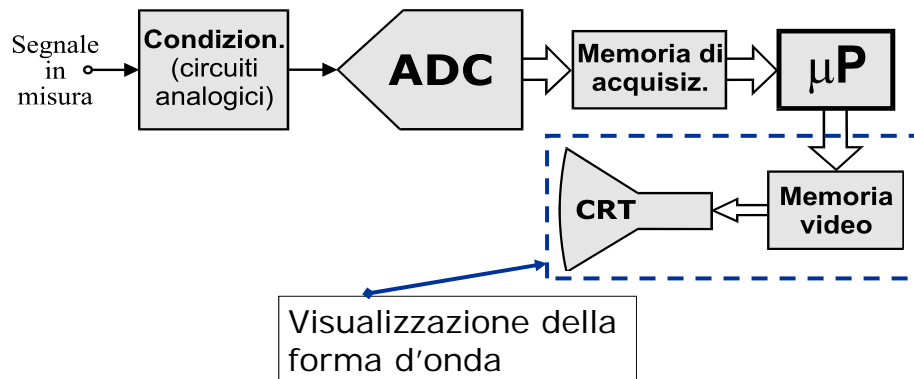 Segnale
in
misura
Condizion.
(circuiti
analogici)
ADC
Memoria di
acquisiz.
μP
CRT
Memoria
video
Visualizzazione della
forma d'onda